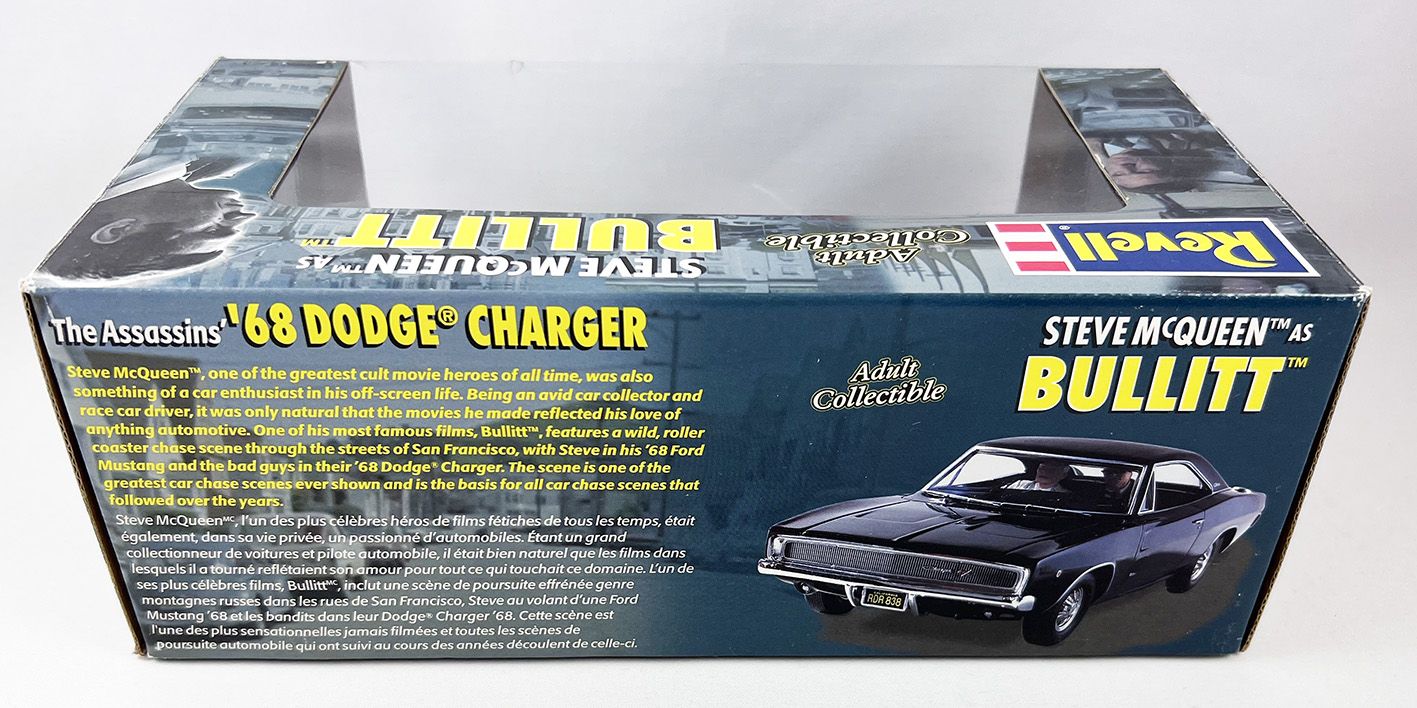 Revell
Adult
Collectible
STEVE McQUEEN™ AS
BULLITT™
The Assassins' '68 DODGE® CHARGER
Steve McQueen™, one of the greatest cult movie heroes of all time, was also
something of a car enthusiast in his off-screen life. Being an avid car collector and
race car driver, it was only natural that the movies he made reflected his love of
anything automotive. One of his most famous films, Bullitt™, features a wild, roller
coaster chase scene through the streets of San Francisco, with Steve in his '68 Ford
Mustang and the bad guys in their '68 Dodge® Charger. The scene is one of the
greatest car chase scenes ever shown and is the basis for all car chase scenes that
followed over the years.
Steve McQueenMC, l'un des plus célèbres héros de films fétiches de tous les temps, était
également, dans sa vie privée, un passionné d'automobiles. Étant un grand
collectionneur de voitures et pilote automobile, il était bien naturel que les films dans
lesquels il a tourné reflétaient son amour pour tout ce qui touchait ce domaine. L'un de
ses plus célèbres films, BullittMC, inclut une scène de poursuite effrénée genre
montagnes russes dans les rues de San Francisco, Steve au volant d'une Ford
Mustang '68 et les bandits dans leur Dodge® Charger '68. Cette scène est
l'une des plus sensationnelles jamais filmées et toutes les scènes de
poursuite automobile qui ont suivi au cours des années découlent de celle-ci.
Adult
Collectible
STEVE McQUEEN™ AS
BULLITT™
RDR 838